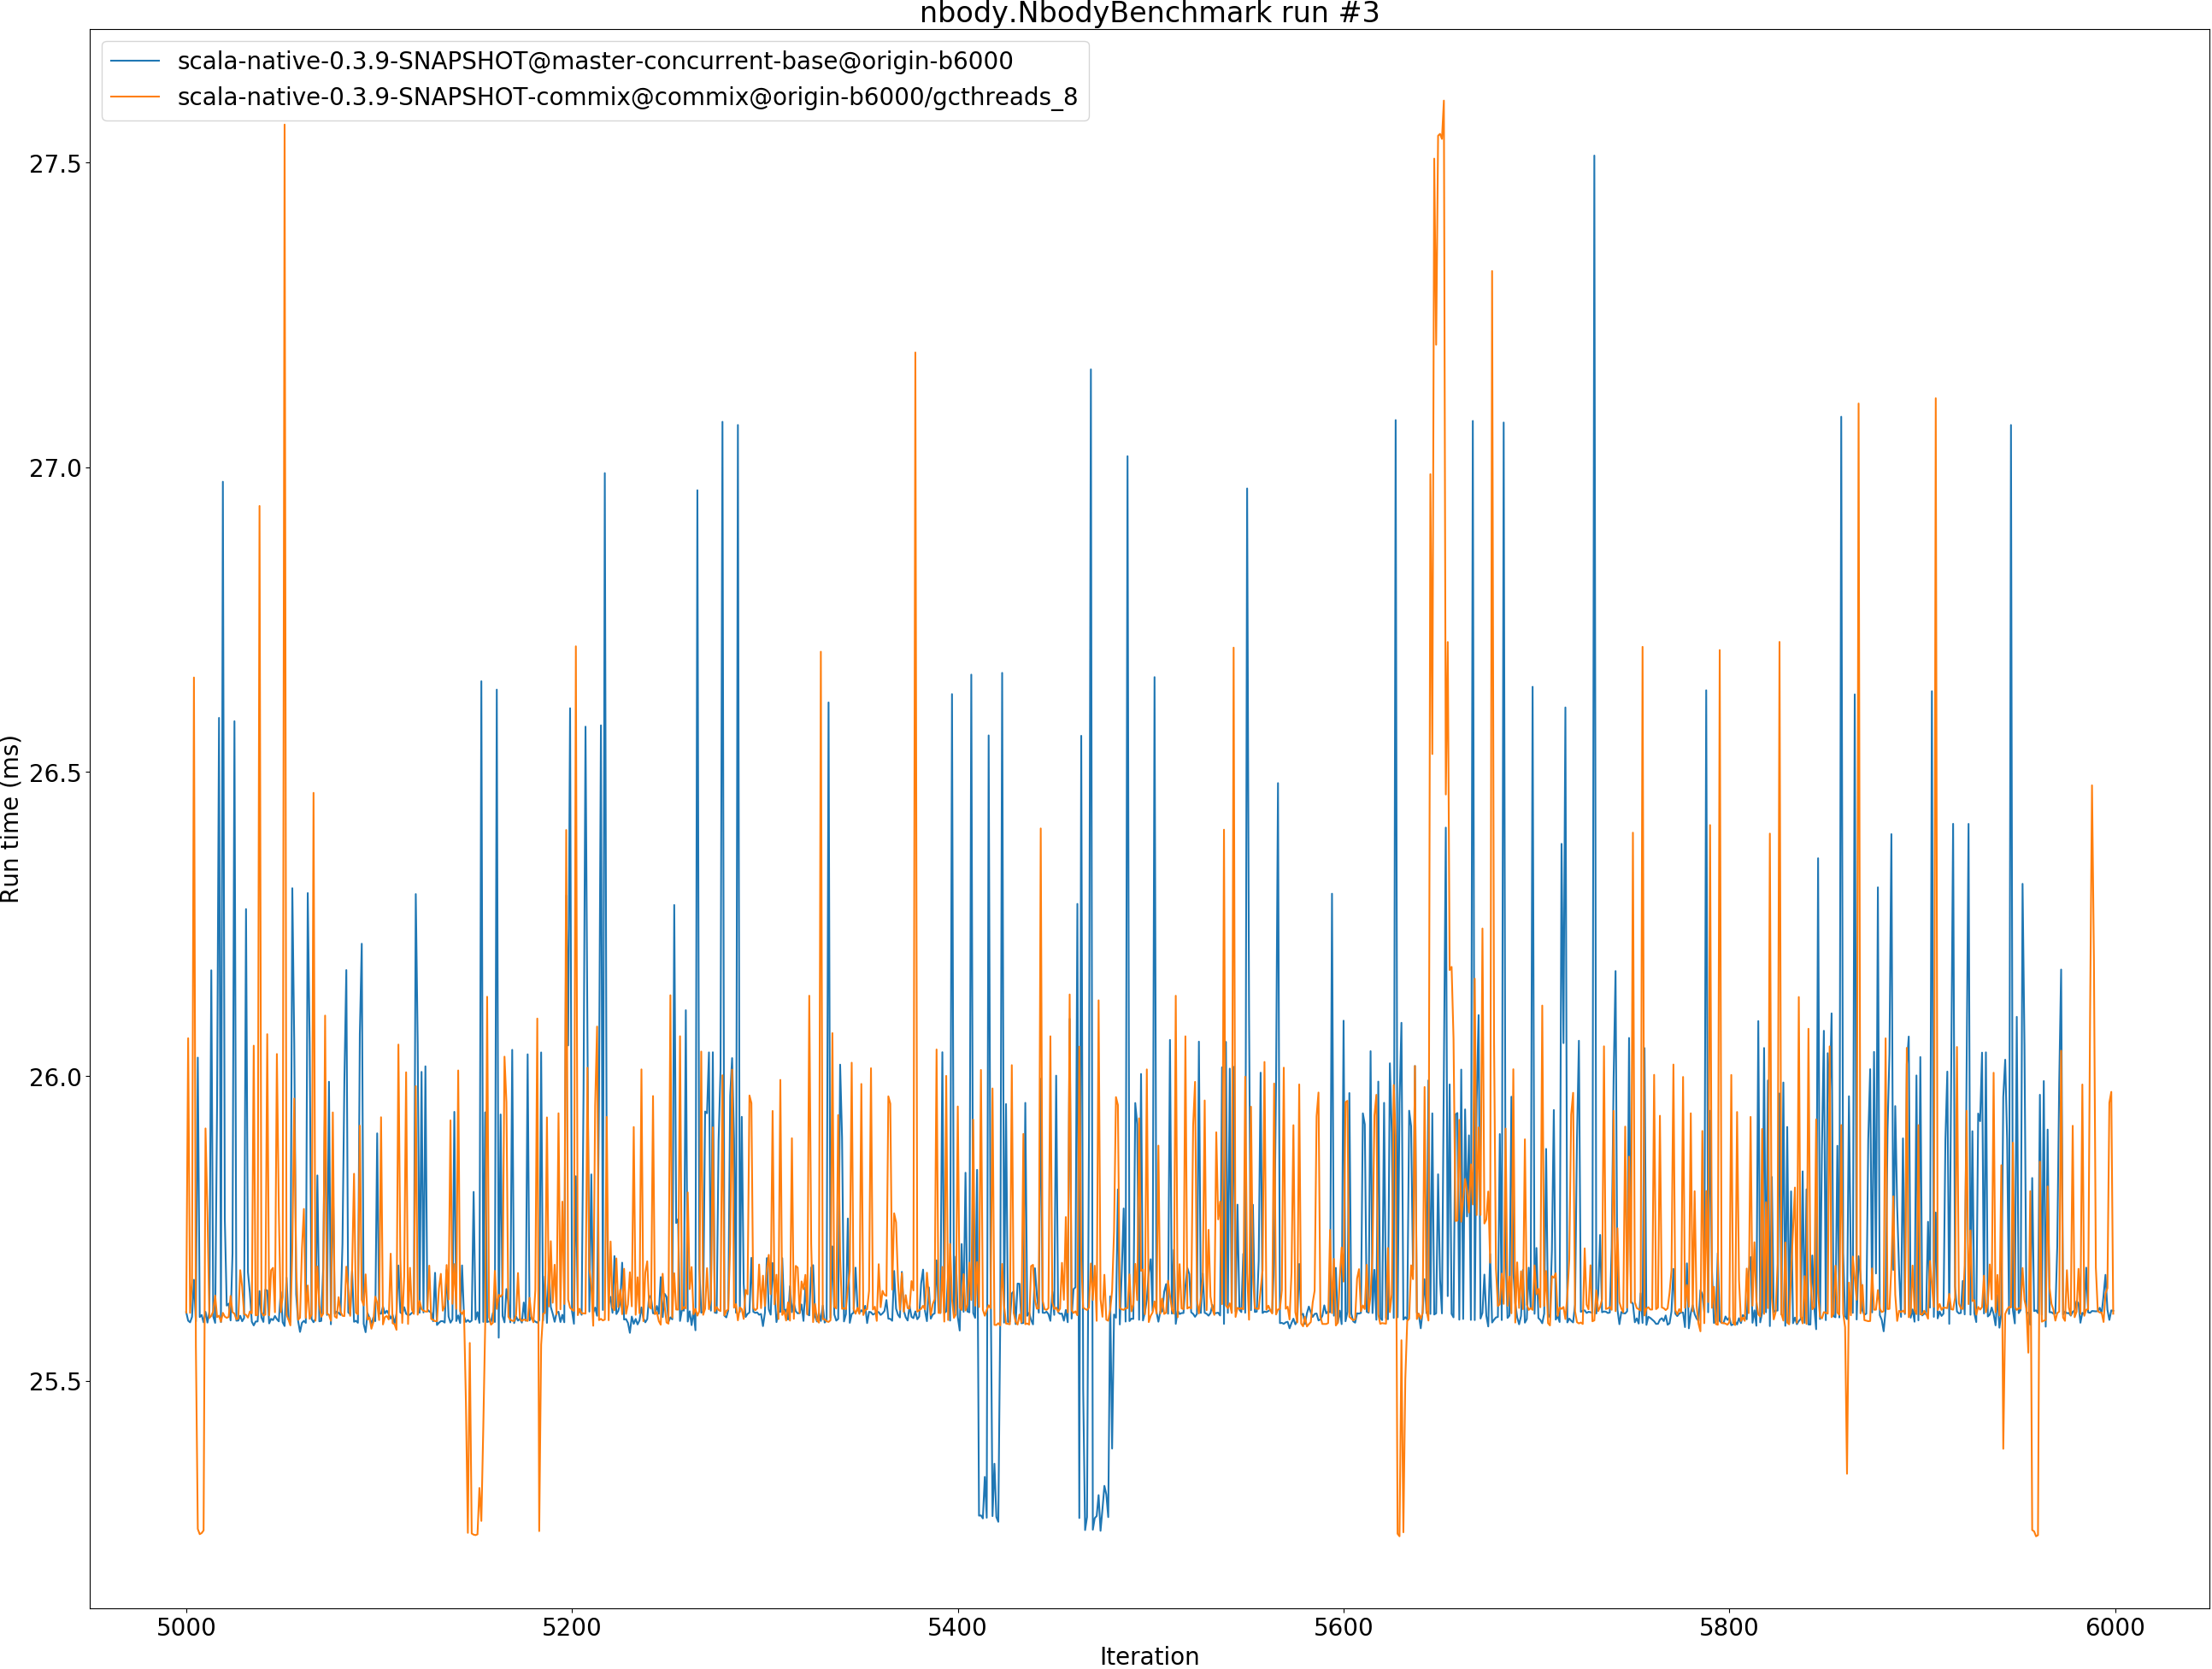 nbody.NbodyBenchmark run #3
scala-native-0.3.9-SNAPSHOT@master-concurrent-base@origin-b6000
scala-native-0.3.9-SNAPSHOT-commix@commix@origin-b6000/gcthreads_8
27.5
27.0
26.5
26.0
25.5
Run time (ms)
5000 5200 5400 5600 5800 6000
Iteration